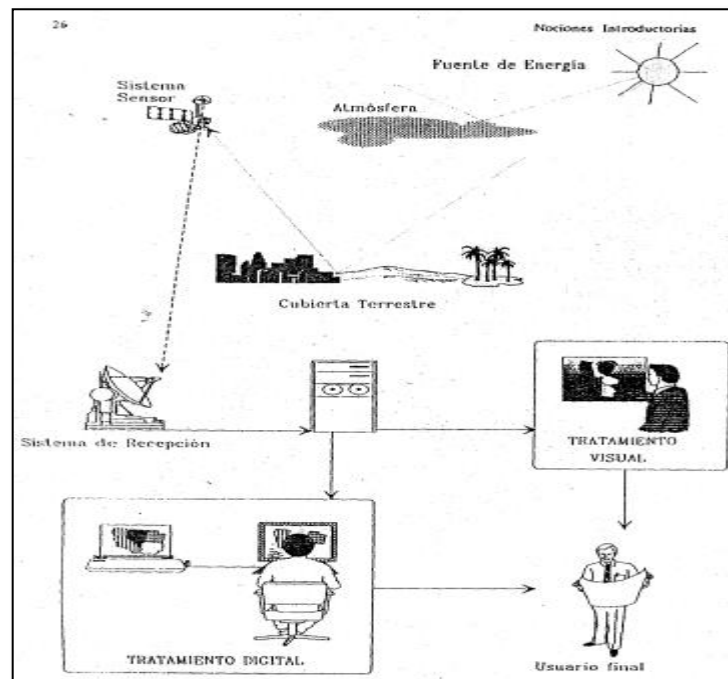 26
Nociones Introductorias
Fuente de Energía
Sistema
Sensor
Atmósfera
Cubierta Terrestre
Sistema de Recepción
TRATAMIENTO
VISUAL
TRATAMIENTO DIGITAL
Usuario final